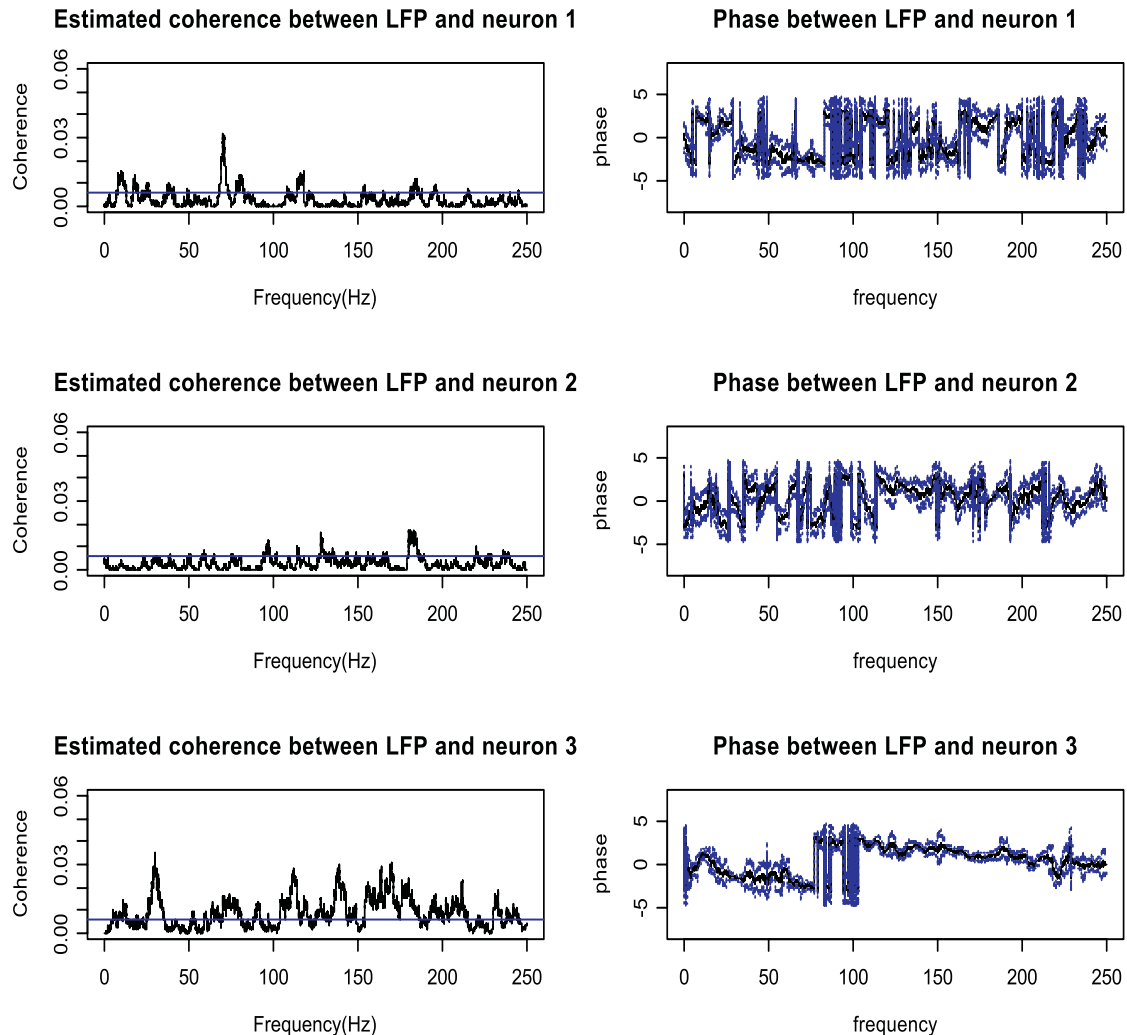 Estimated coherence between LFP and neuron 1
Coherence
0.00 0.03 0.06
0 50 100 150 200 250
Frequency(Hz)
Phase between LFP and neuron 1
phase
-5 0 5
0 50 100 150 200 250
frequency
Estimated coherence between LFP and neuron 2
Coherence
0.00 0.03 0.06
0 50 100 150 200 250
Frequency(Hz)
Phase between LFP and neuron 2
phase
-5 0 5
0 50 100 150 200 250
frequency
Estimated coherence between LFP and neuron 3
Coherence
0.00 0.03 0.06
0 50 100 150 200 250
Frequency(Hz)
Phase between LFP and neuron 3
phase
-5 0 5
0 50 100 150 200 250
frequency